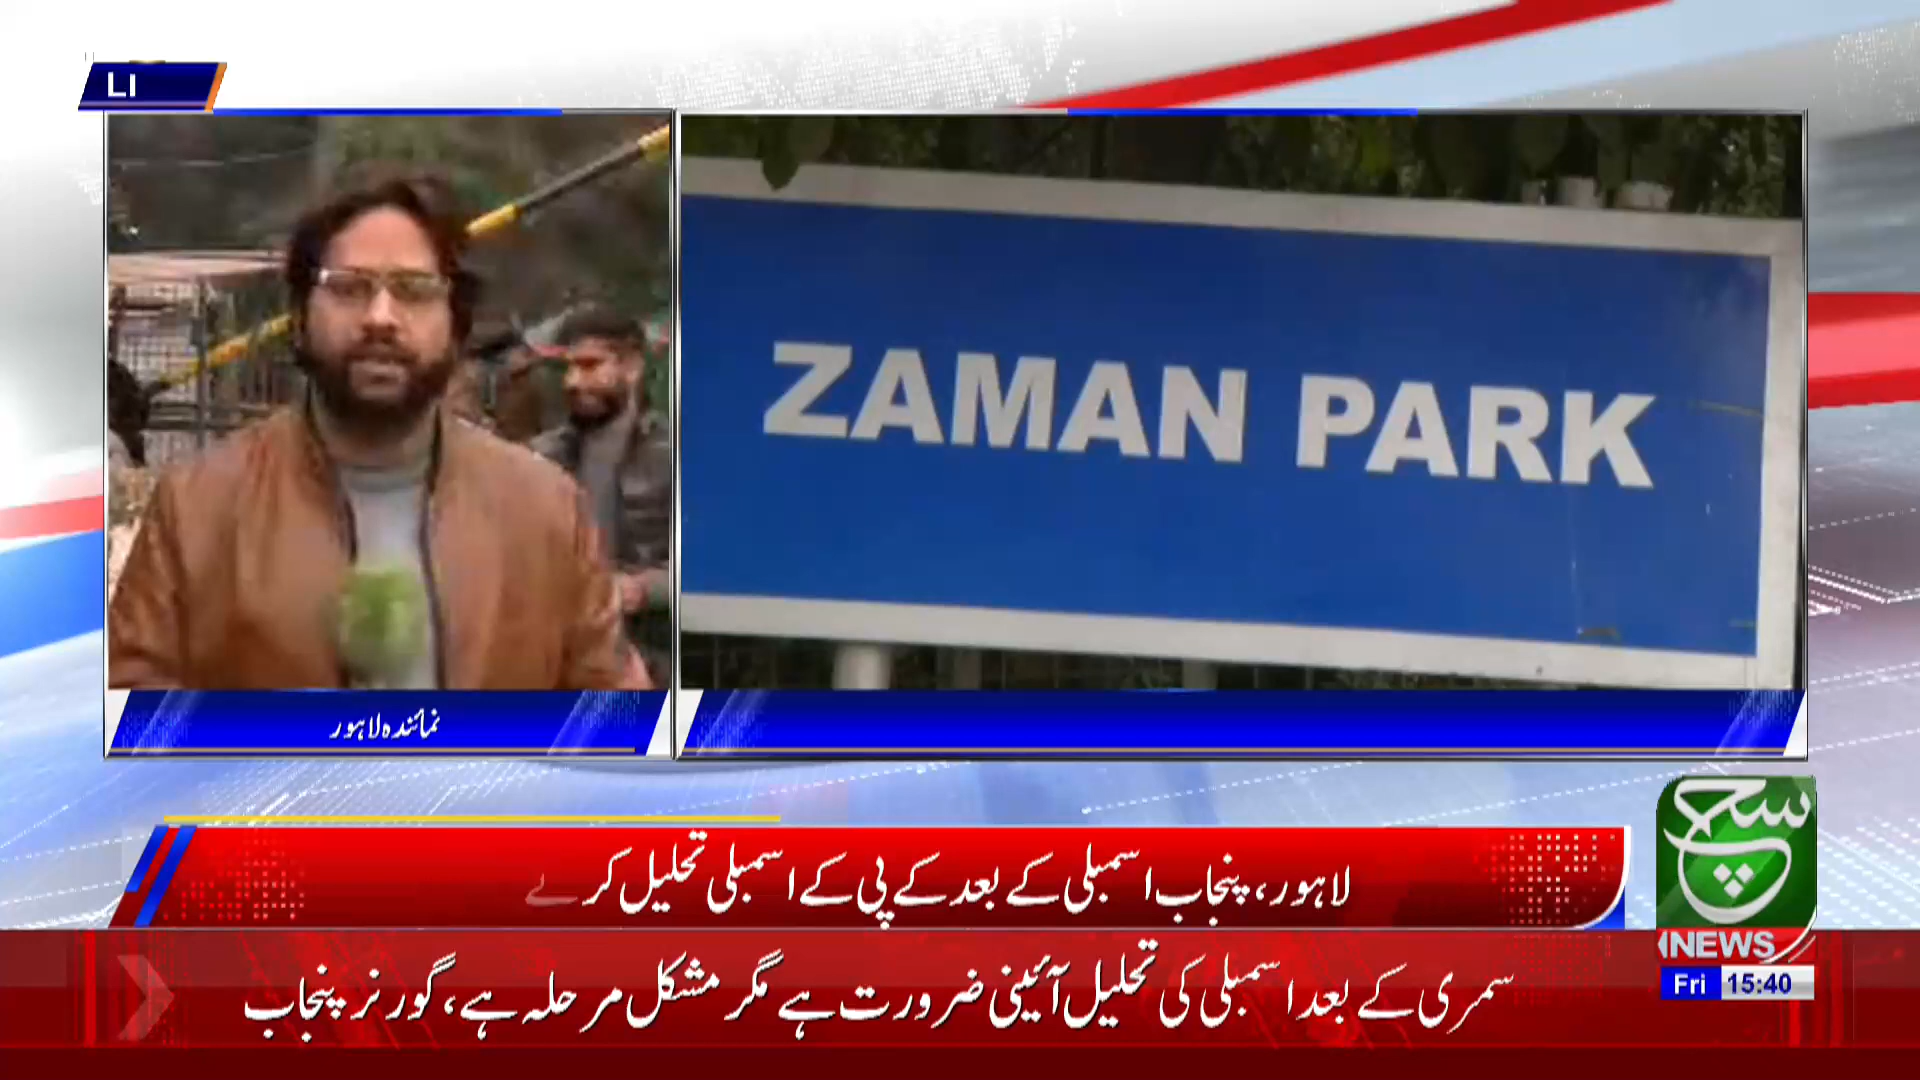 LI
ZAMAN PARK
نمائندہ لاہور
لاہور، پنجاب اسمبلی کے بعد کے پی کے اسمبلی تحلیل کرنے
سچ
NEWS
Fri 15:40
سمری کے بعد اسمبلی کی تحلیل آئینی ضرورت ہے مگر مشکل مرحلہ ہے، گورنر پنجاب